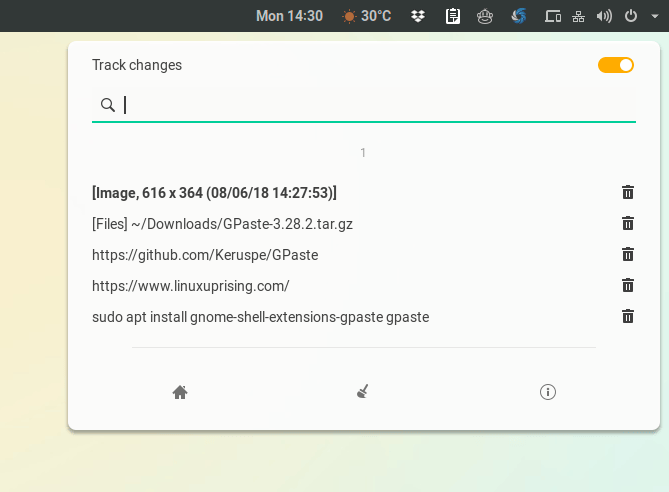 Mon 14:30 30°C
Track changes
1
[Image, 616 x 364 (08/06/18 14:27:53)]
[Files] ~/Downloads/GPaste-3.28.2.tar.gz
https://github.com/Keruspe/GPaste
https://www.linuxuprising.com/
sudo apt install gnome-shell-extensions-gpaste gpaste